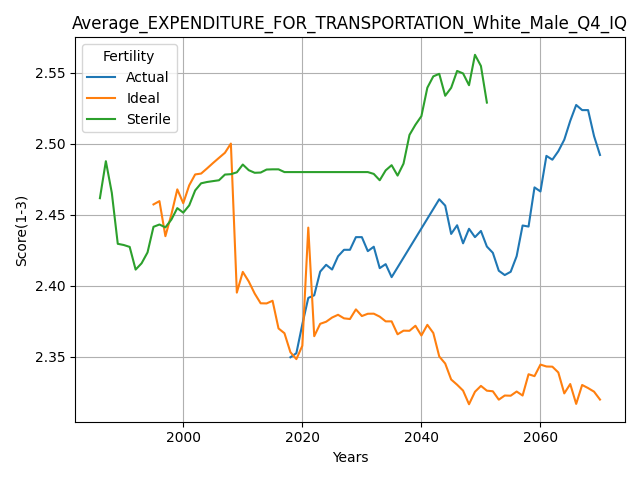 Average_EXPENDITURE_FOR_TRANSPORTATION_White_Male_Q4_IQ
Fertility
Actual
Ideal
Sterile
Score(1-3)
2.55
2.50
2.45
2.40
2.35
2000
2020
2040
2060
Years